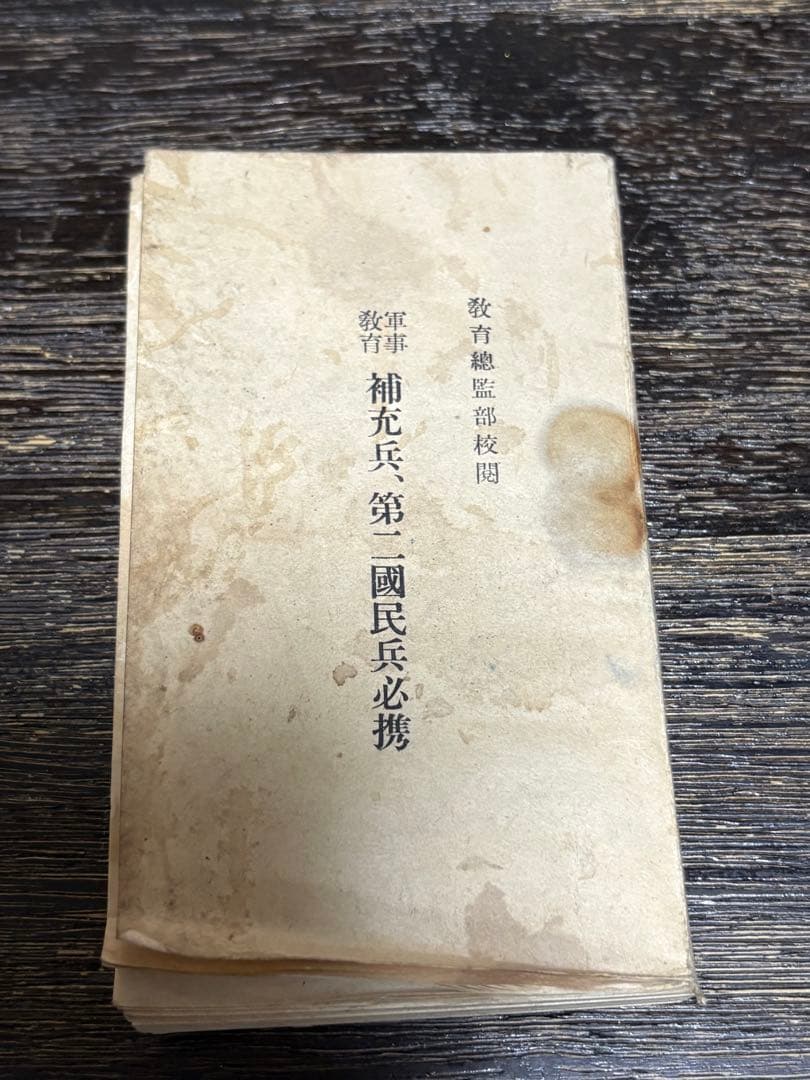 教育總監部校閱
軍事教育 補充兵、第二國民兵必携